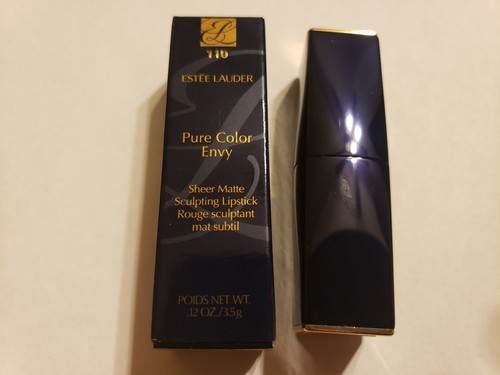 110
ESTĒE LAUDER
Pure Color
Envy
Sheer Matte
Sculpting Lipstick
Rouge sculptant
mat subtil
POIDS NET WT.
.12 OZ./3.5g